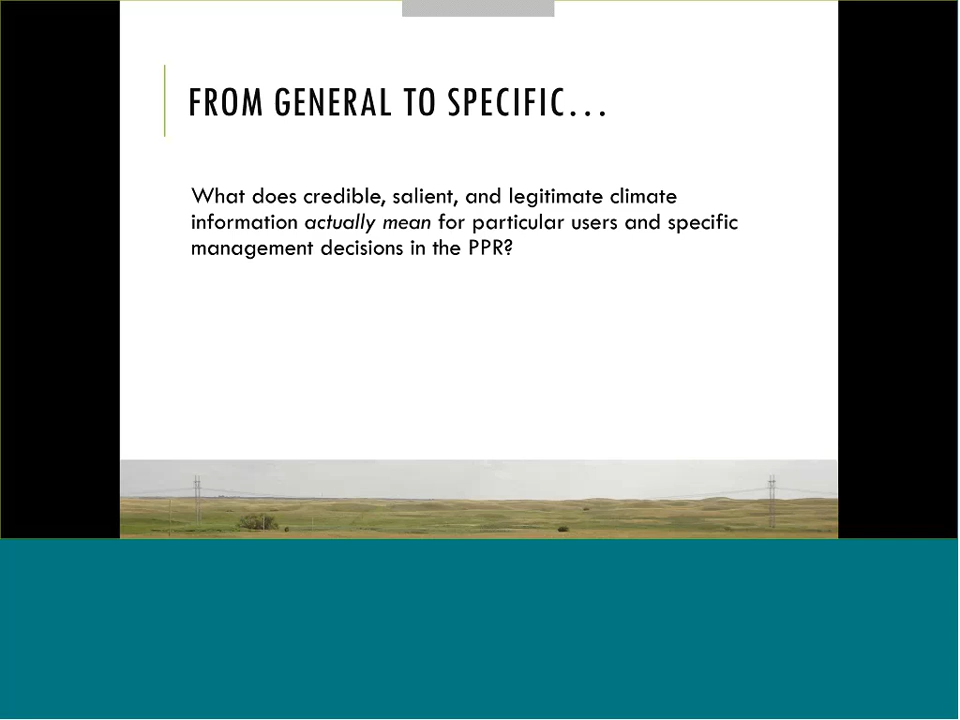 FROM GENERAL TO SPECIFIC...
What does credible, salient, and legitimate climate
information actually mean for particular users and specific
management decisions in the PPR?